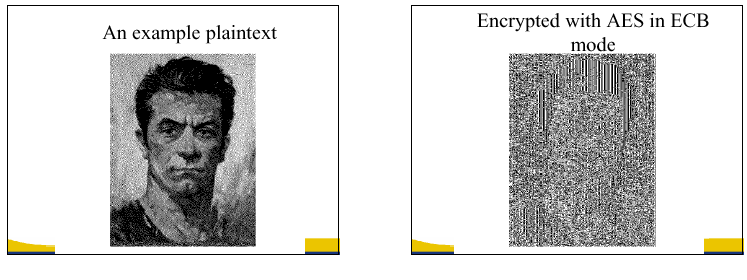 An example plaintext
Encrypted with AES in ECB
mode